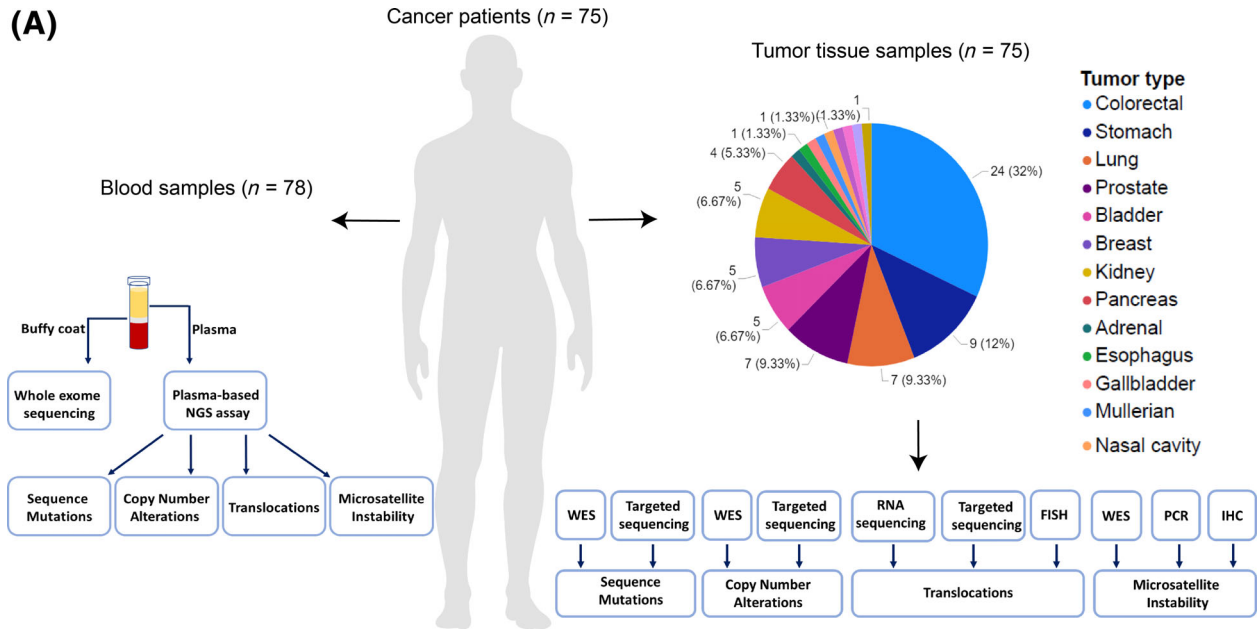 (A)
Cancer patients (n = 75)
Blood samples (n = 78)
Buffy coat
Plasma
Whole exome
sequencing
Plasma-based
NGS assay
Sequence
Mutations
Copy Number
Alterations
Translocations
Microsatellite
Instability
Tumor tissue samples (n = 75)
1
1 (1.33%)
(1.33%)
1 (1.33%)
4 (5.33%)
5
(6.67%)
5
(6.67%)
5
(6.67%)
7 (9.33%)
7 (9.33%)
9 (12%)
24 (32%)
Tumor type
Colorectal
Stomach
Lung
Prostate
Bladder
Breast
Kidney
Pancreas
Adrenal
Esophagus
Gallbladder
Mullerian
Nasal cavity
WES
Targeted
sequencing
WES
Targeted
sequencing
RNA
sequencing
Targeted
sequencing
FISH
WES
PCR
IHC
Sequence
Mutations
Copy Number
Alterations
Translocations
Microsatellite
Instability